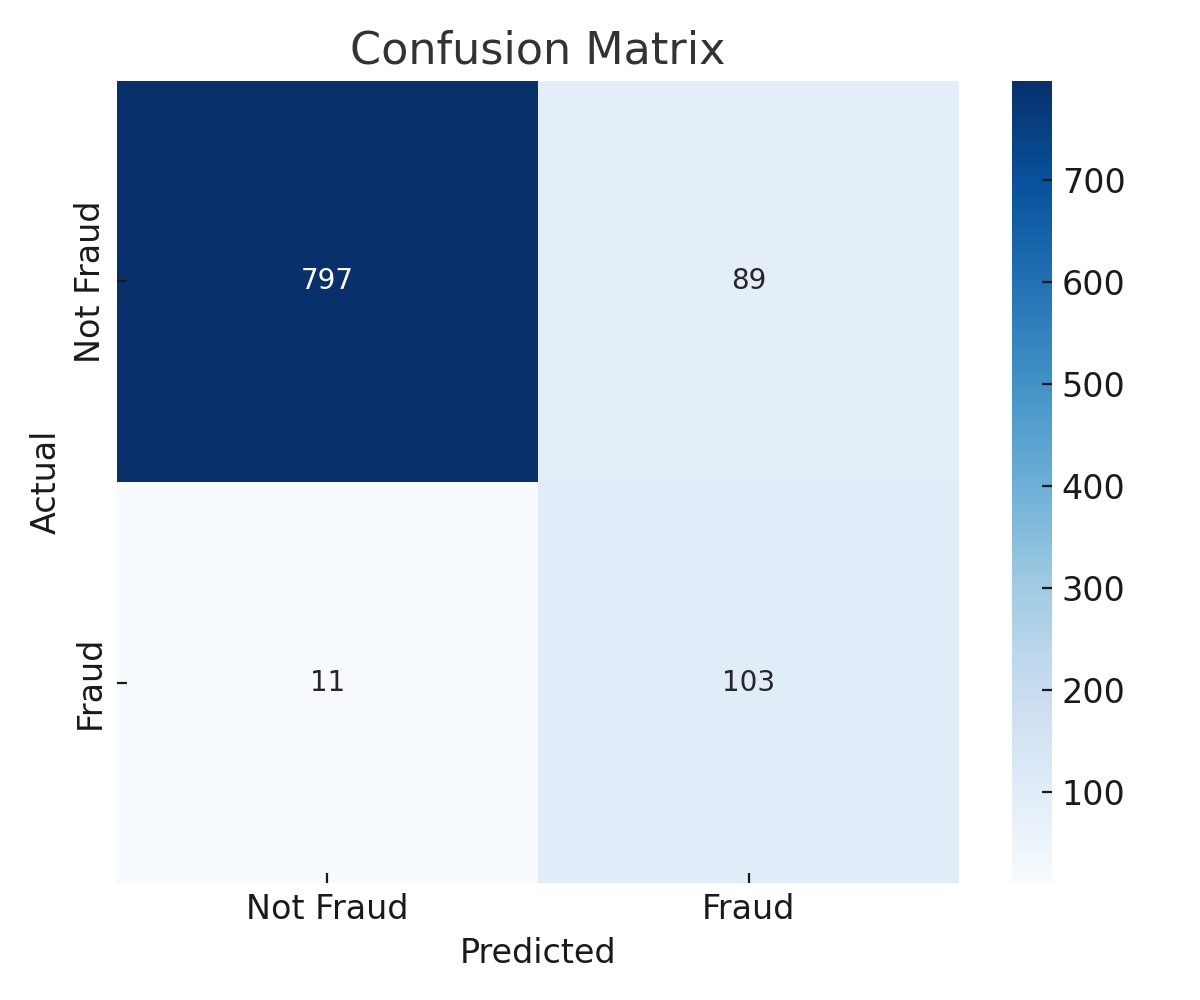 Confusion Matrix
Actual
Not Fraud
797
89
Fraud
11
103
Not Fraud
Fraud
Predicted
700
600
500
400
300
200
100